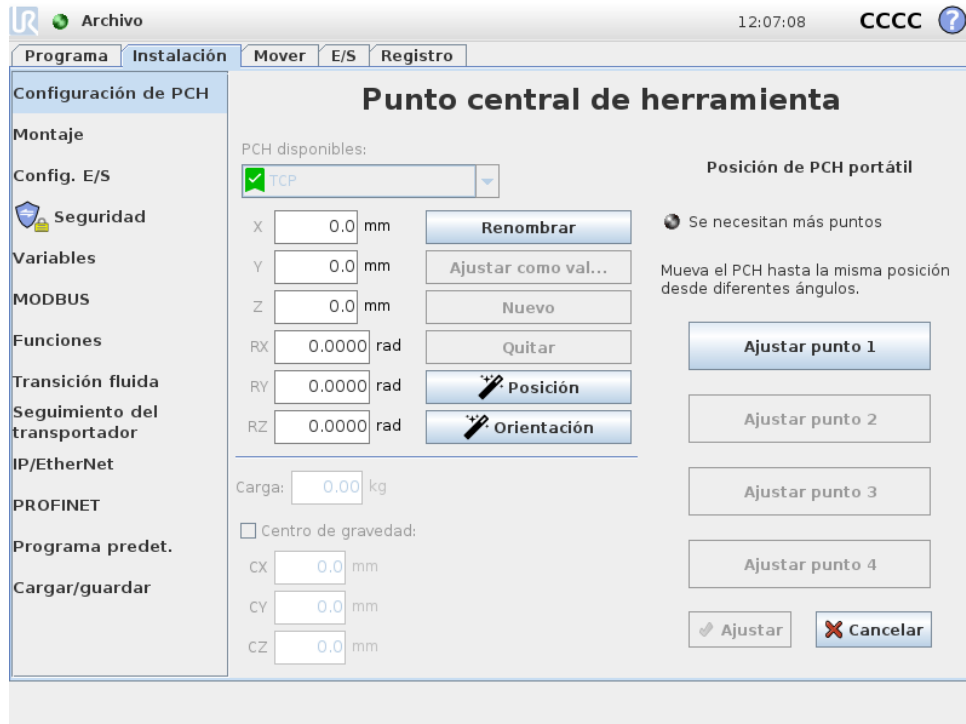 UR Archivo 12:07:08 CCCC ?
Programa Instalación Mover E/S Registro
Configuración de PCH
Montaje
Config. E/S
Seguridad
Variables
MODBUS
Funciones
Transición fluida
Seguimiento del
transportador
IP/EtherNet
PROFINET
Programa predet.
Cargar/guardar
Punto central de herramienta
PCH disponibles:
TCP
X 0.0 mm Renombrar
Y 0.0 mm Ajustar como val...
Z 0.0 mm Nuevo
RX 0.0000 rad Quitar
RY 0.0000 rad Posición
RZ 0.0000 rad Orientación
Carga: 0.00 kg
Centro de gravedad:
CX 0.0 mm
CY 0.0 mm
CZ 0.0 mm
Posición de PCH portátil
Se necesitan más puntos
Mueva el PCH hasta la misma posición
desde diferentes ángulos.
Ajustar punto 1
Ajustar punto 2
Ajustar punto 3
Ajustar punto 4
Ajustar Cancelar